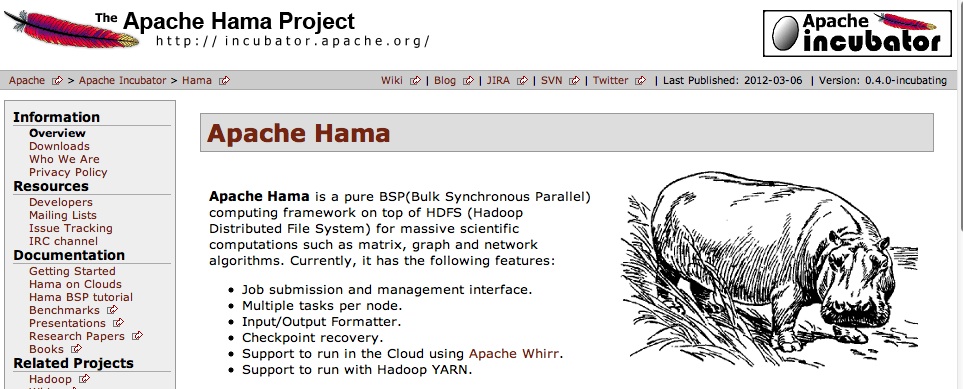 The Apache Hama Project
http://incubator.apache.org/
Apache incubator
Apache > Apache Incubator > Hama
Wiki | Blog | JIRA | SVN | Twitter | Last Published: 2012-03-06 | Version: 0.4.0-incubating
Information
Overview
Downloads
Who We Are
Privacy Policy
Resources
Developers
Mailing Lists
Issue Tracking
IRC channel
Documentation
Getting Started
Hama on Clouds
Hama BSP tutorial
Benchmarks
Presentations
Research Papers
Books
Related Projects
Hadoop
Apache Hama
Apache Hama is a pure BSP(Bulk Synchronous Parallel)
computing framework on top of HDFS (Hadoop
Distributed File System) for massive scientific
computations such as matrix, graph and network
algorithms. Currently, it has the following features:
• Job submission and management interface.
• Multiple tasks per node.
• Input/Output Formatter.
• Checkpoint recovery.
• Support to run in the Cloud using Apache Whirr.
• Support to run with Hadoop YARN.